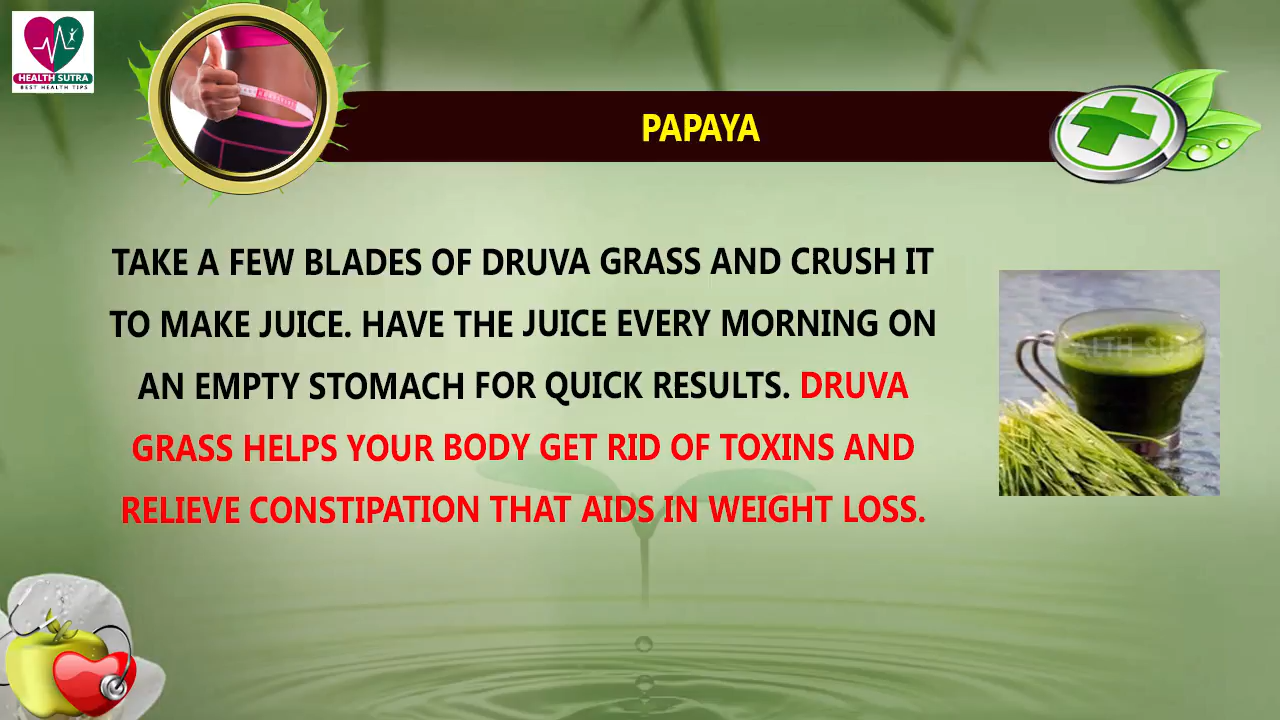 HEALTH SUTRA
BEST HEALTH TIPS
PAPAYA
TAKE A FEW BLADES OF DRUVA GRASS AND CRUSH IT
TO MAKE JUICE. HAVE THE JUICE EVERY MORNING ON
AN EMPTY STOMACH FOR QUICK RESULTS. DRUVA
GRASS HELPS YOUR BODY GET RID OF TOXINS AND
RELIEVE CONSTIPATION THAT AIDS IN WEIGHT LOSS.